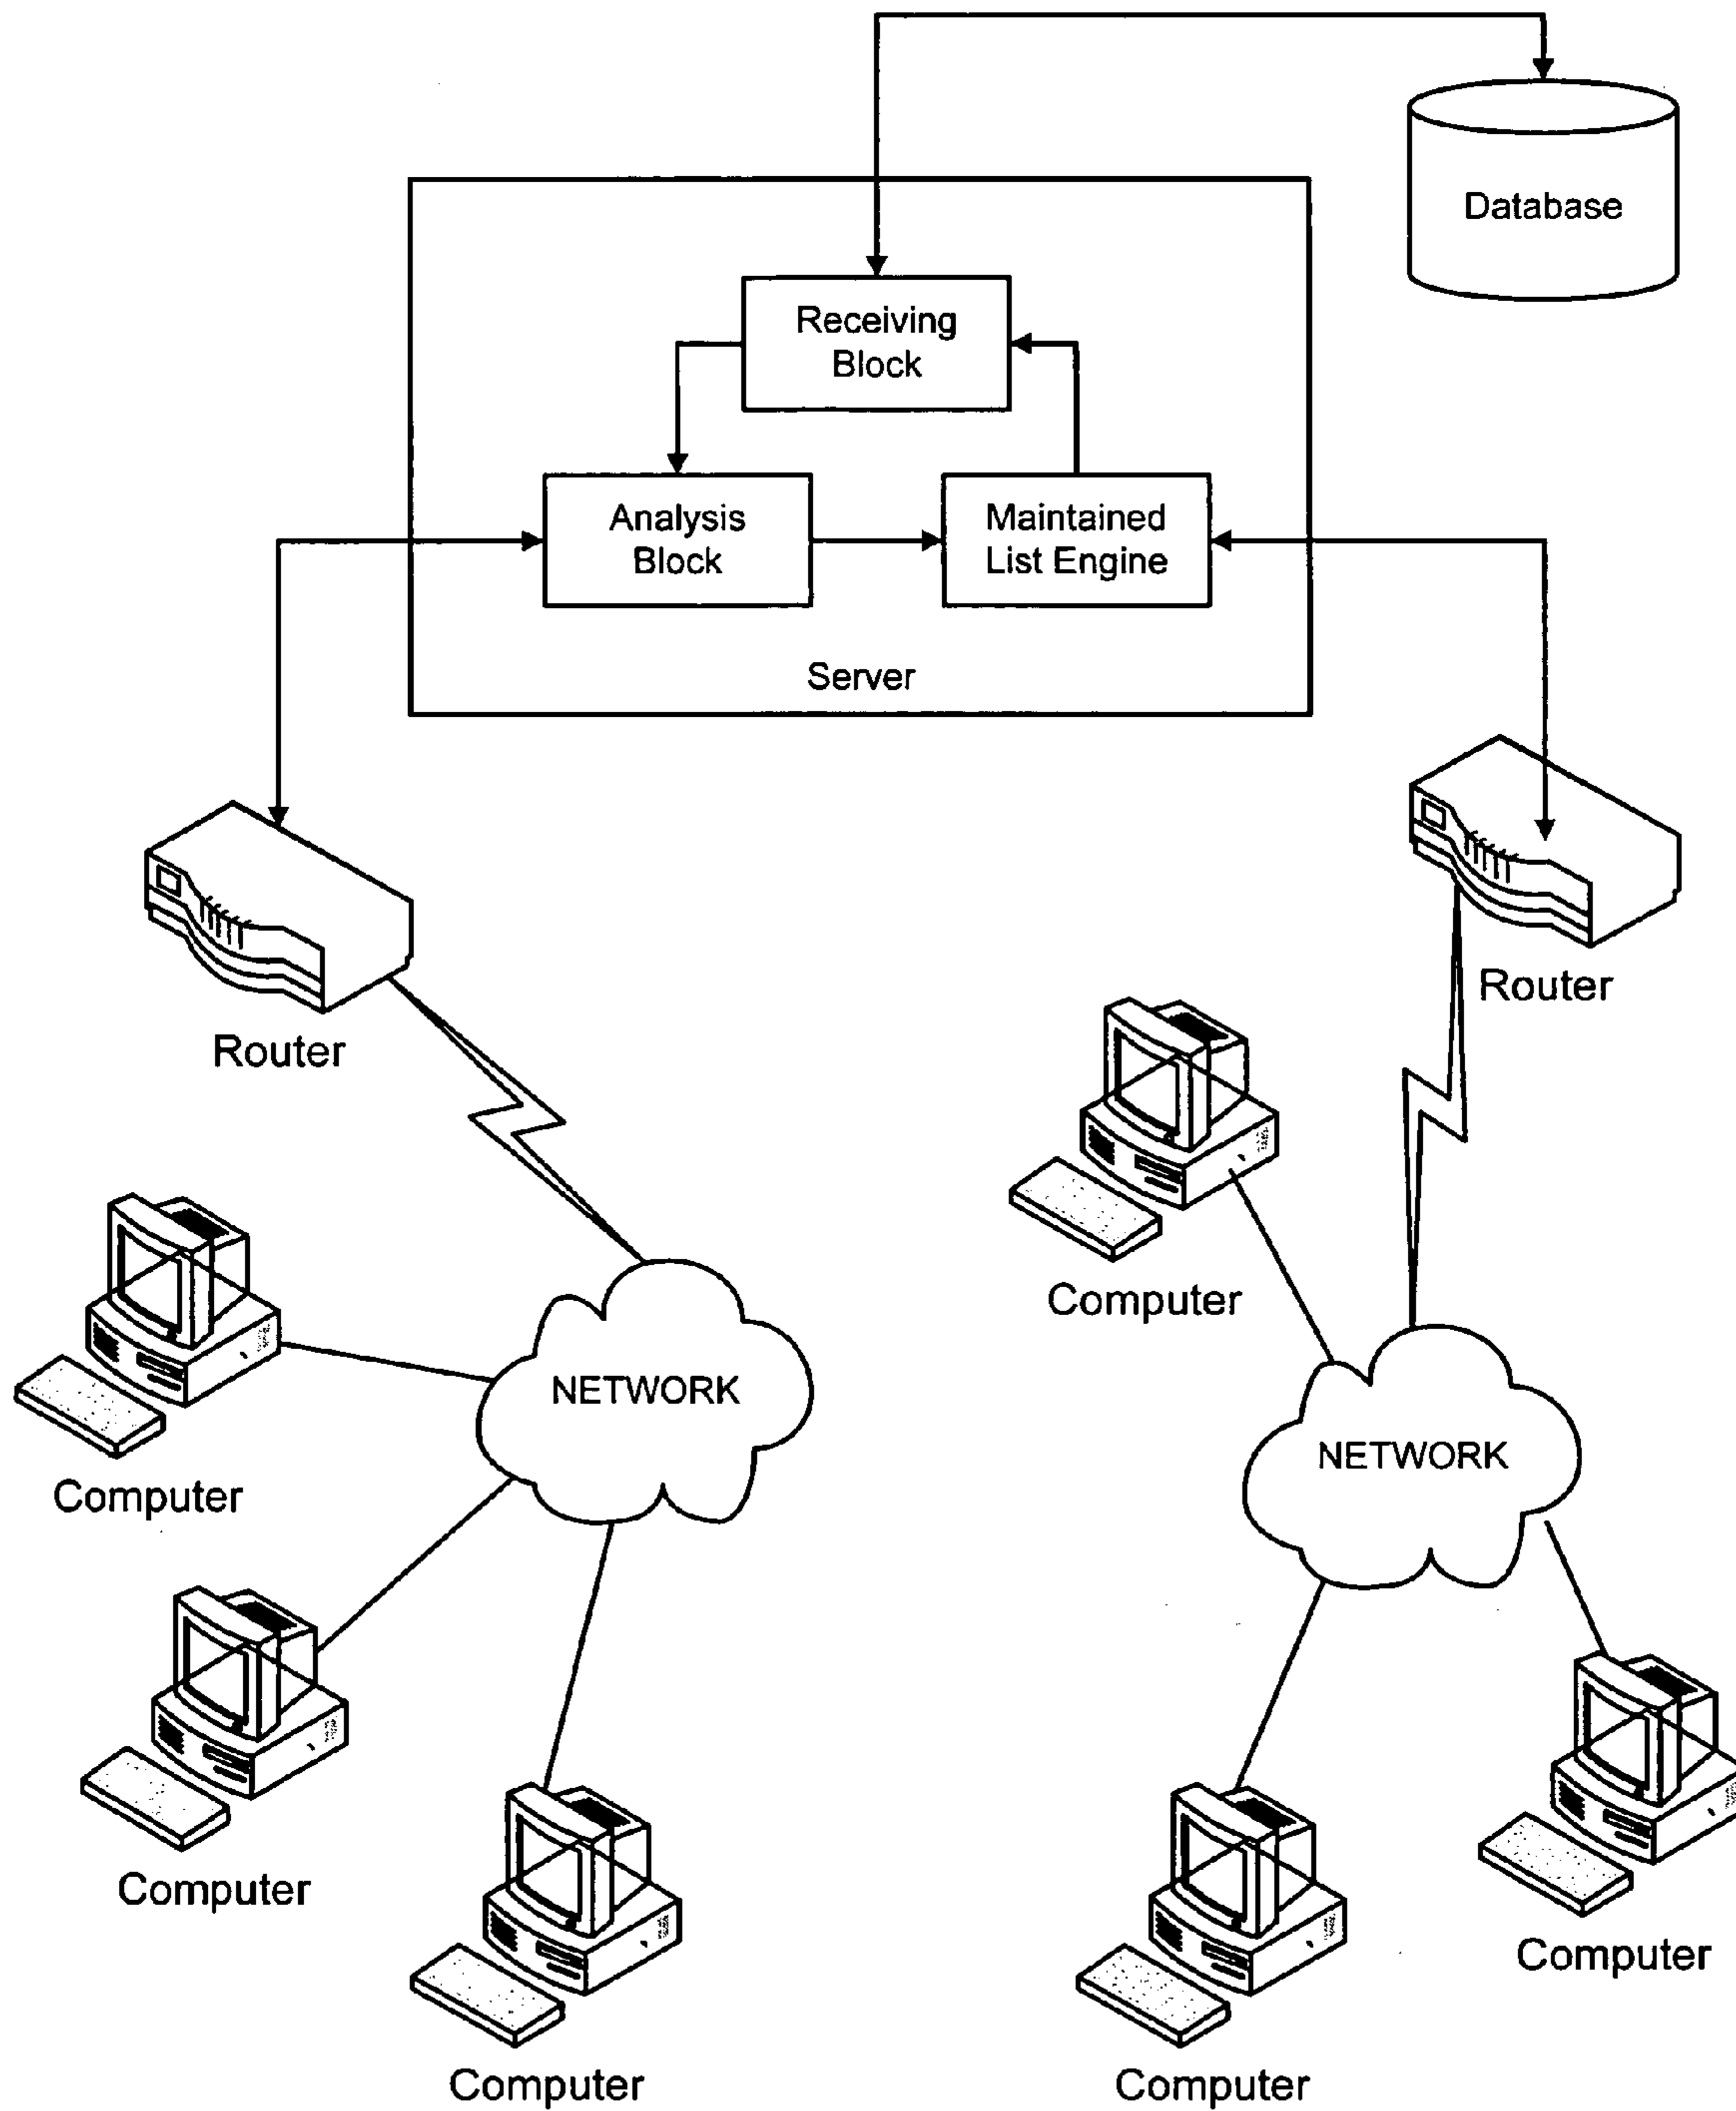 Database
Receiving
Block
Analysis
Block
Maintained
List Engine
Server
Router
Router
Computer
NETWORK
NETWORK
Computer
Computer
Computer
Computer
Computer